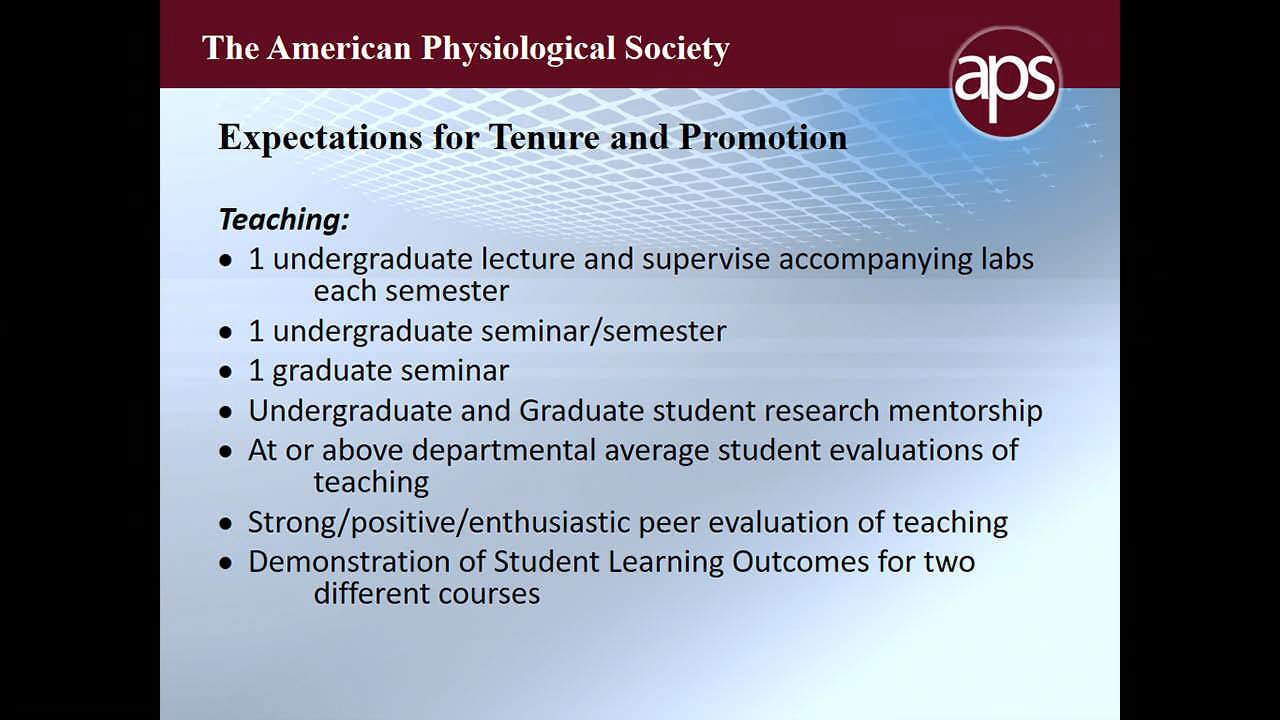 The American Physiological Society
aps
Expectations for Tenure and Promotion
Teaching:
• 1 undergraduate lecture and supervise accompanying labs
each semester
• 1 undergraduate seminar/semester
• 1 graduate seminar
• Undergraduate and Graduate student research mentorship
• At or above departmental average student evaluations of
teaching
• Strong/positive/enthusiastic peer evaluation of teaching
• Demonstration of Student Learning Outcomes for two
different courses